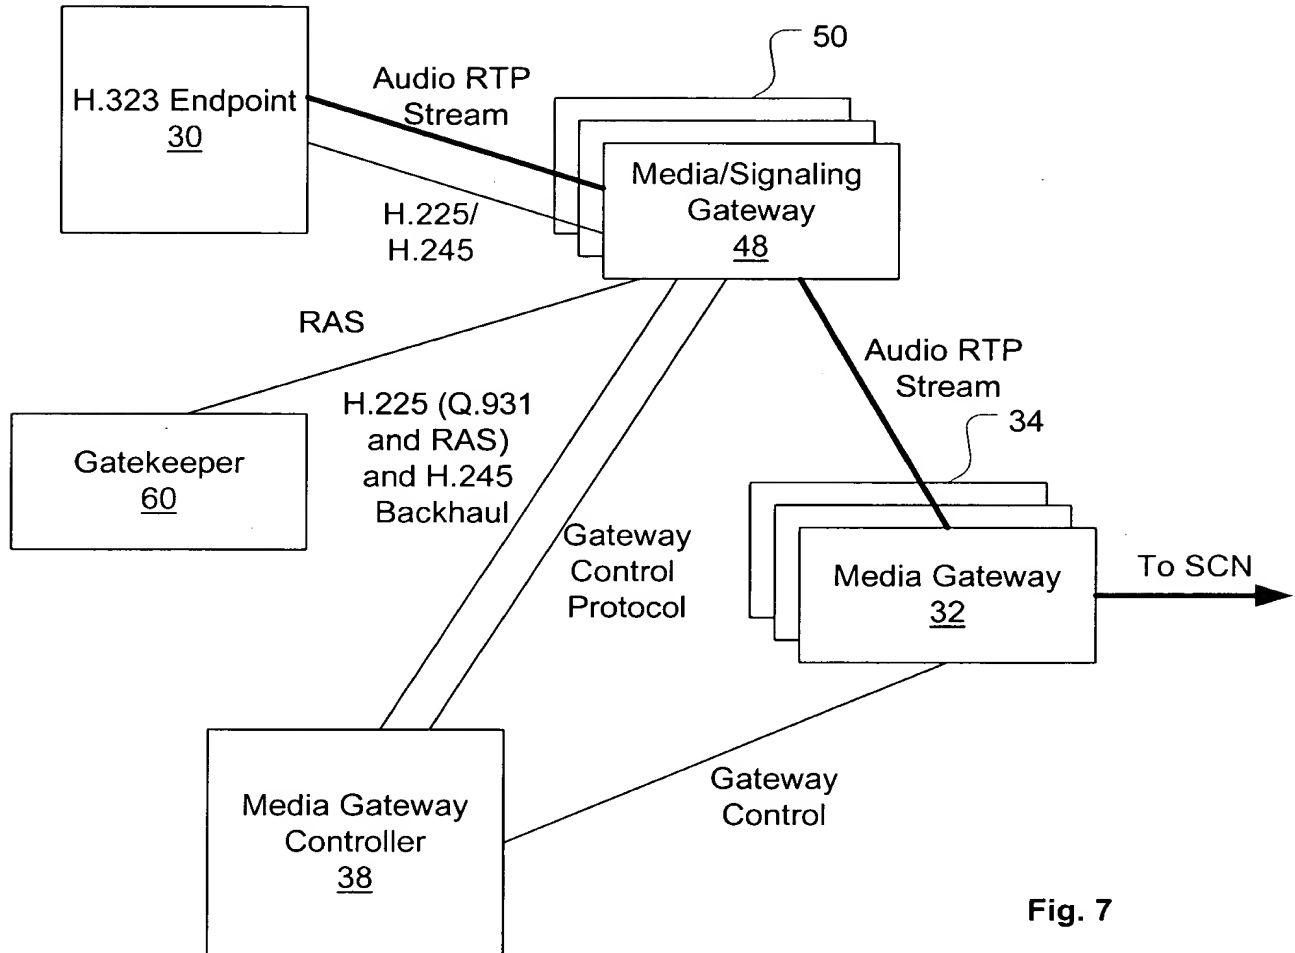 50
Audio RTP
Stream
H.323 Endpoint
30
Media/Signaling
Gateway
48
H.225/
H.245
RAS
Audio RTP
Stream
34
H.225 (Q.931
and RAS)
and H.245
Backhaul
Gatekeeper
60
Gateway
Control
Protocol
To SCN
Media Gateway
32
Gateway
Control
Media Gateway
Controller
38
Fig. 7